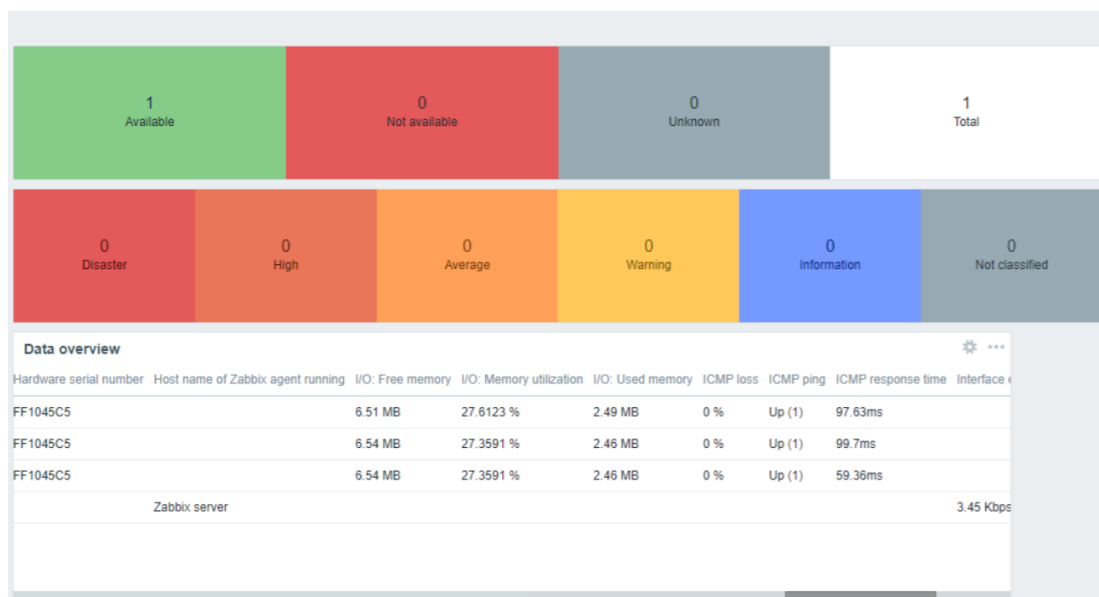 1 0 0 1
Available Not available Unknown Total
0 0 0 0 0 0
Disaster High Average Warning Information Not classified
Data overview
Hardware serial number Host name of Zabbix agent running I/O: Free memory I/O: Memory utilization I/O: Used memory ICMP loss ICMP ping ICMP response time Interface
FF1045C5 6.51 MB 27.6123 % 2.49 MB 0 % Up (1) 97.63ms
FF1045C5 6.54 MB 27.3591 % 2.46 MB 0 % Up (1) 99.7ms
FF1045C5 6.54 MB 27.3591 % 2.46 MB 0 % Up (1) 59.36ms
Zabbix server 3.45 Kbps